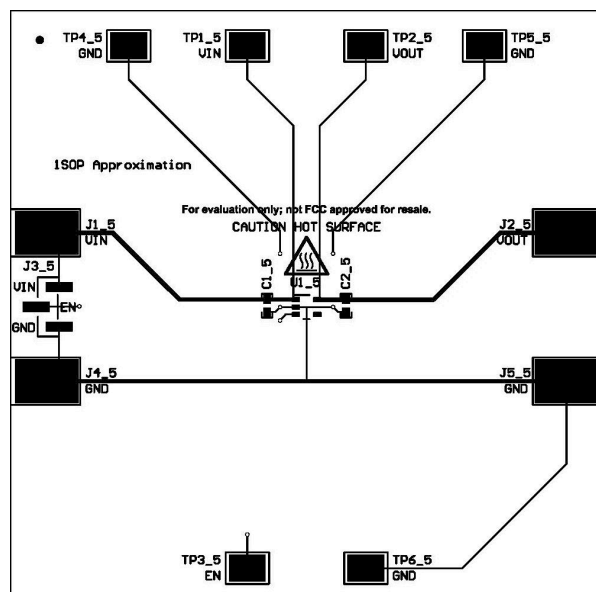 TP4_5
GND
TP1_5
VIN
TP2_5
VOUT
TP5_5
GND
1S0P Approximation
For evaluation only; not FCC approved for resale.
CAUTION HOT SURFACE
J1_5
VIN
J2_5
VOUT
J3_5
VIN
EN
GND
C1_5
U1_5
C2_5
J4_5
GND
J5_5
GND
TP3_5
EN
TP6_5
GND